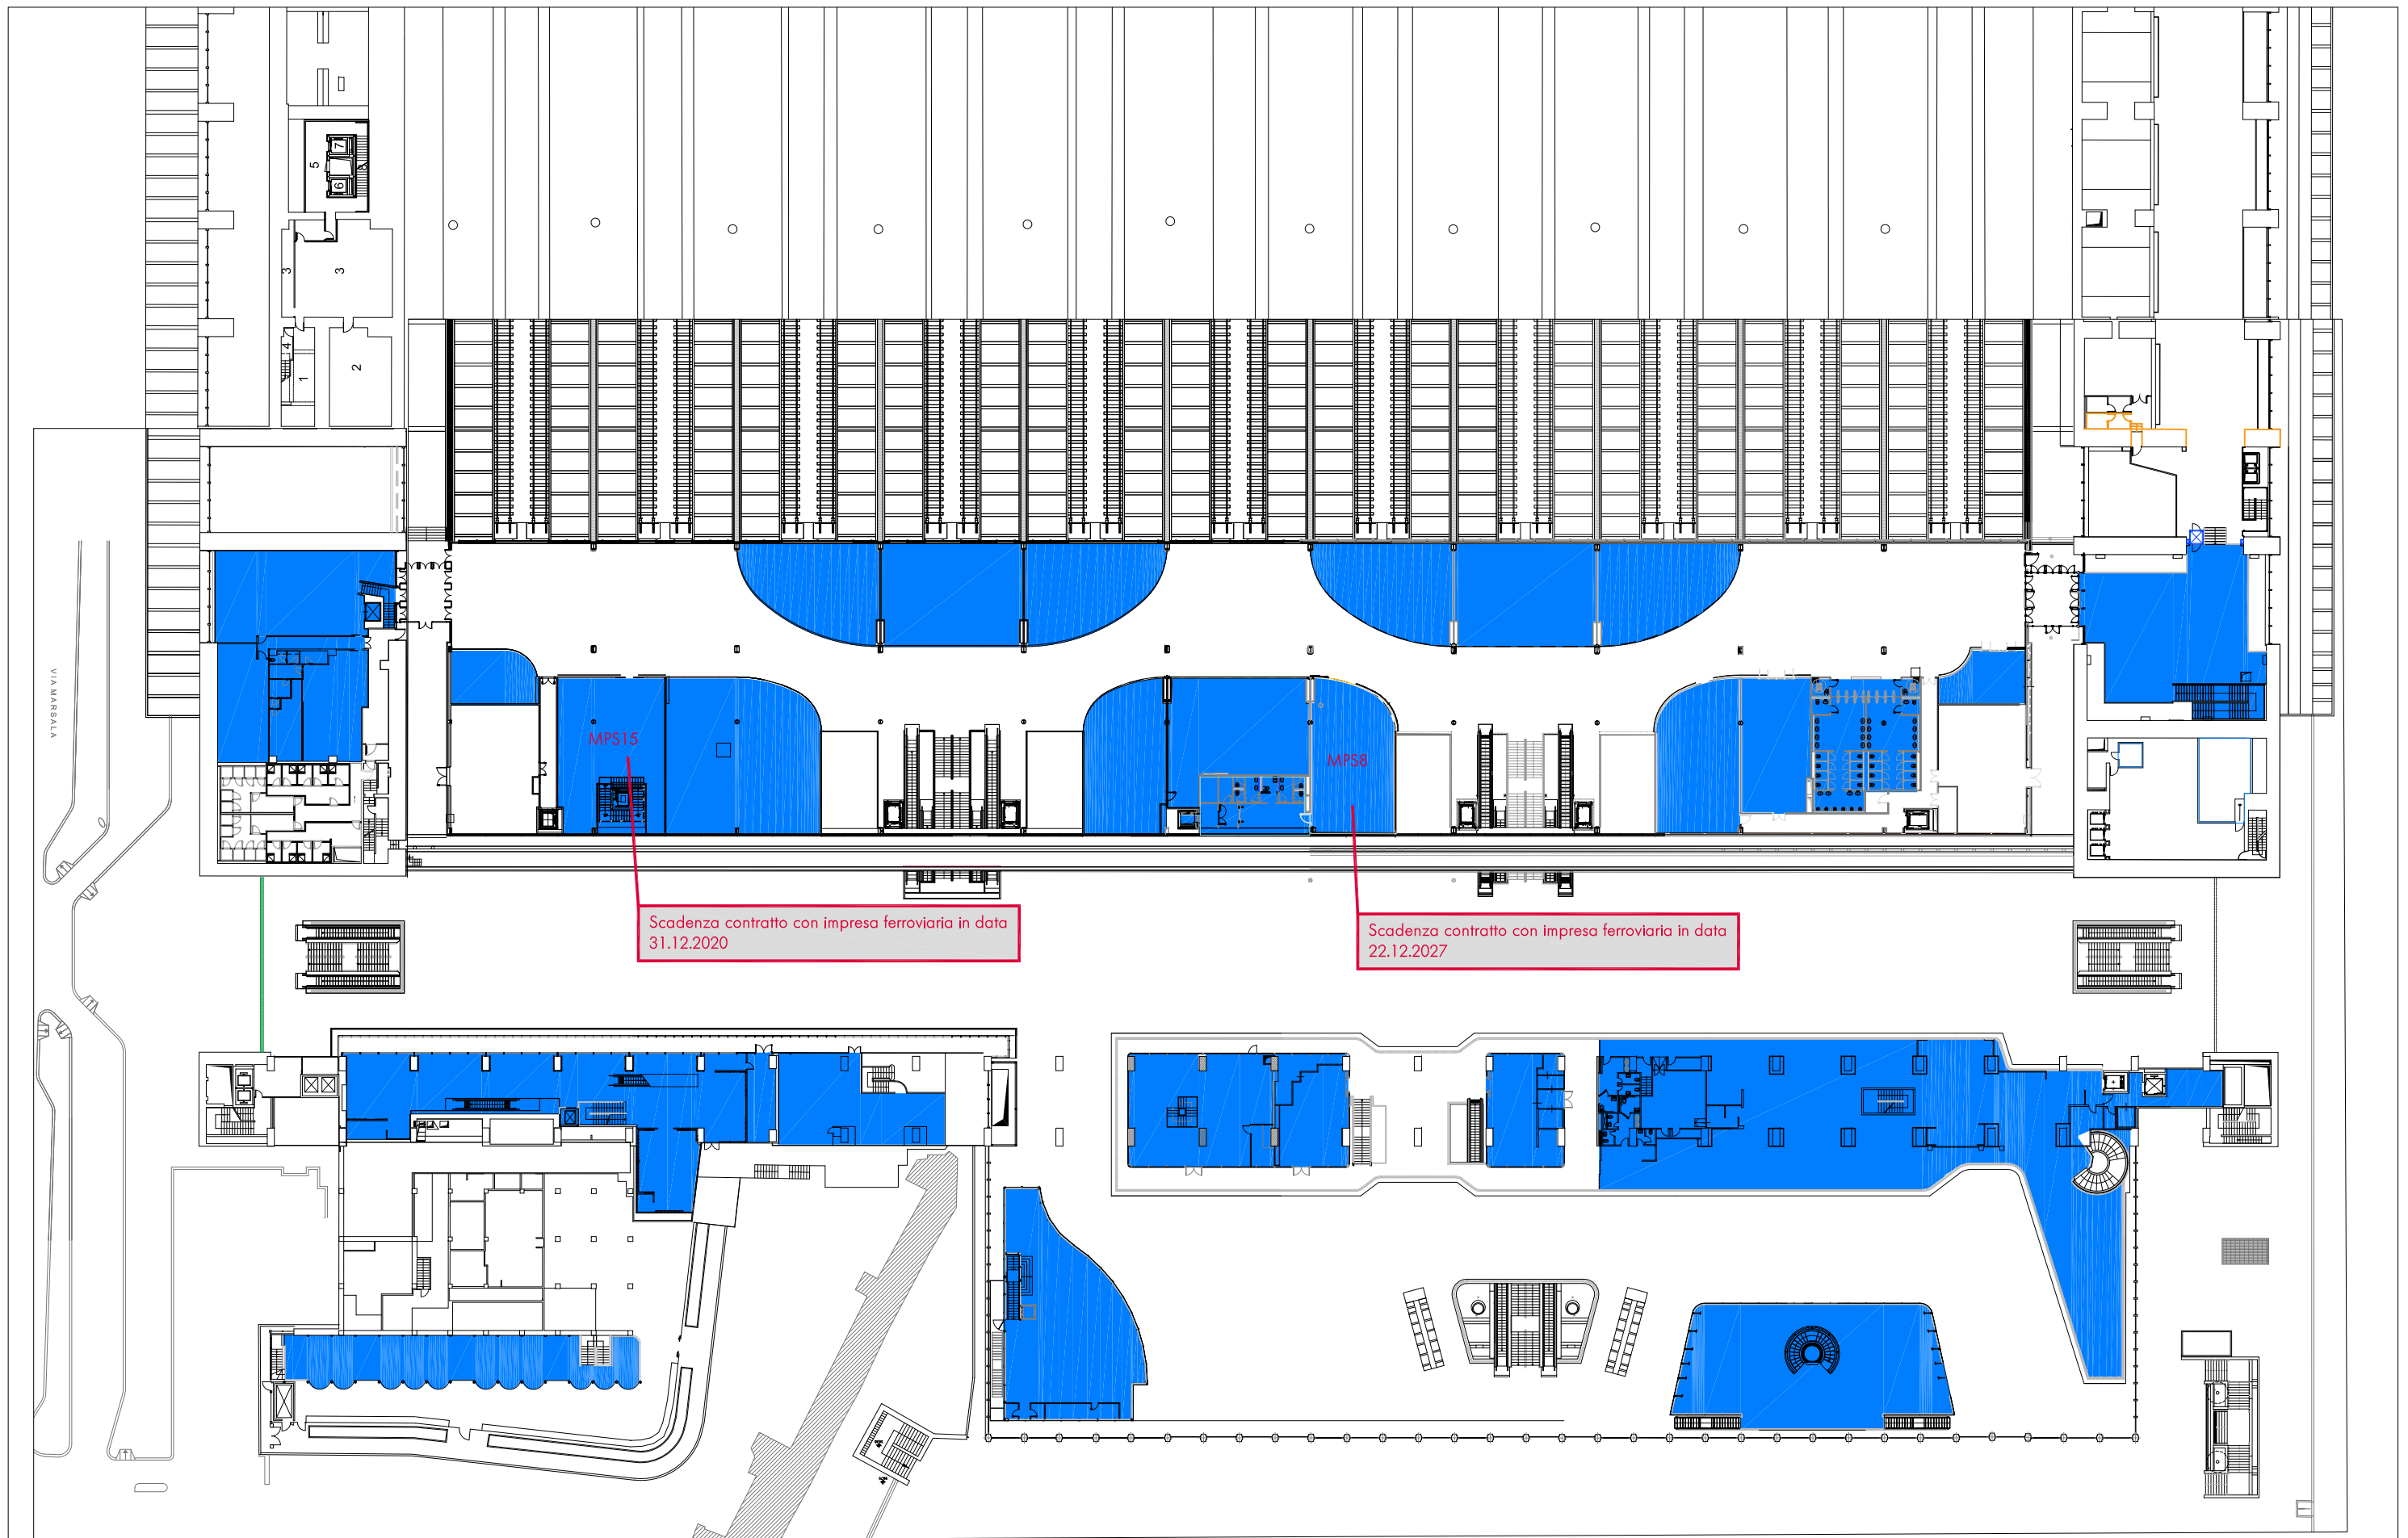 7
5
6
3
3
4
1
2
VIA MARSALA
MPS15
MPS8
Scadenza contratto con impresa ferroviaria in data
31.12.2020
Scadenza contratto con impresa ferroviaria in data
22.12.2027